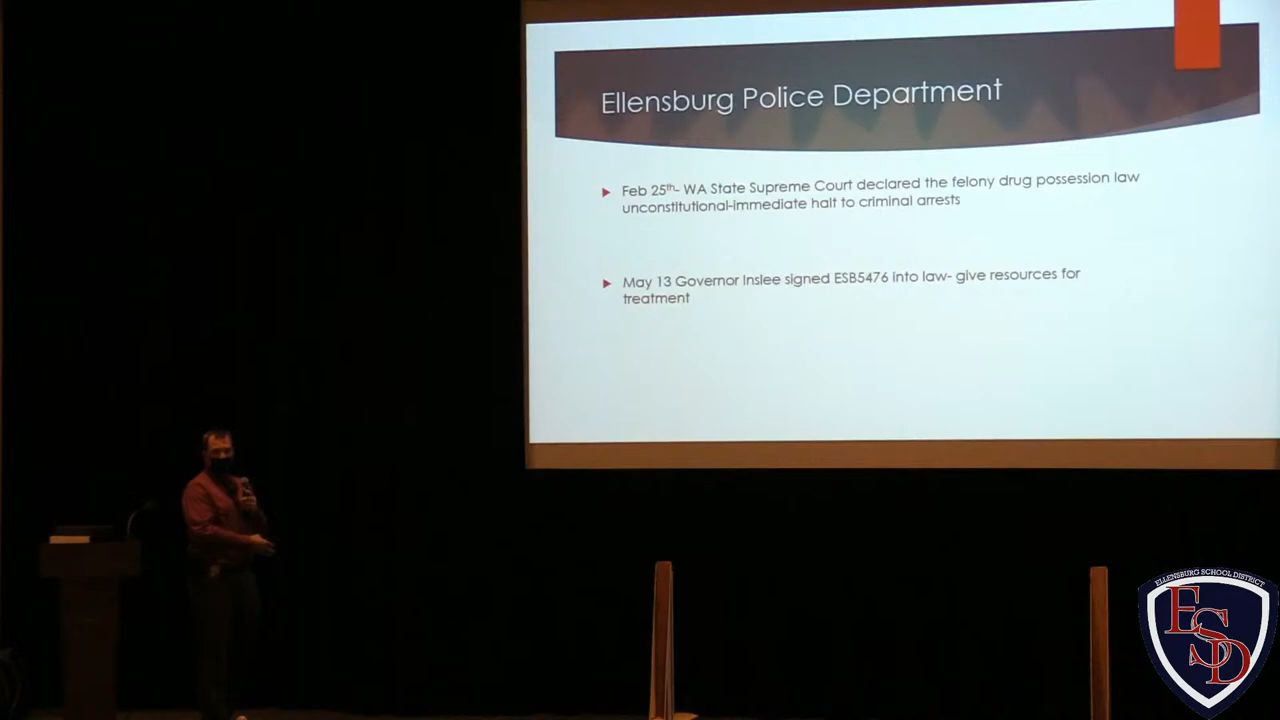 Ellensburg Police Department
Feb 25th- WA State Supreme Court declared the felony drug possession law
unconstitutional-immediate halt to criminal arrests
May 13 Governor Inslee signed ESB5476 into law- give resources for
treatment
ELLENSBURG SCHOOL DISTRICT
ESD